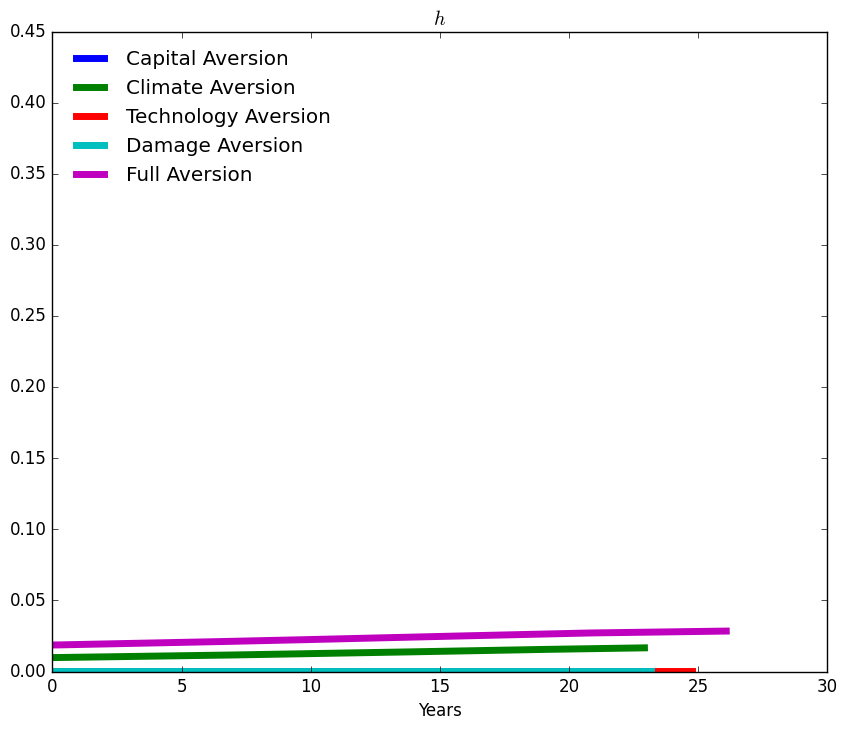 h
0.45
0.40
0.35
0.30
0.25
0.20
0.15
0.10
0.05
0.00
Capital Aversion
Climate Aversion
Technology Aversion
Damage Aversion
Full Aversion
0 5 10 15 20 25 30
Years